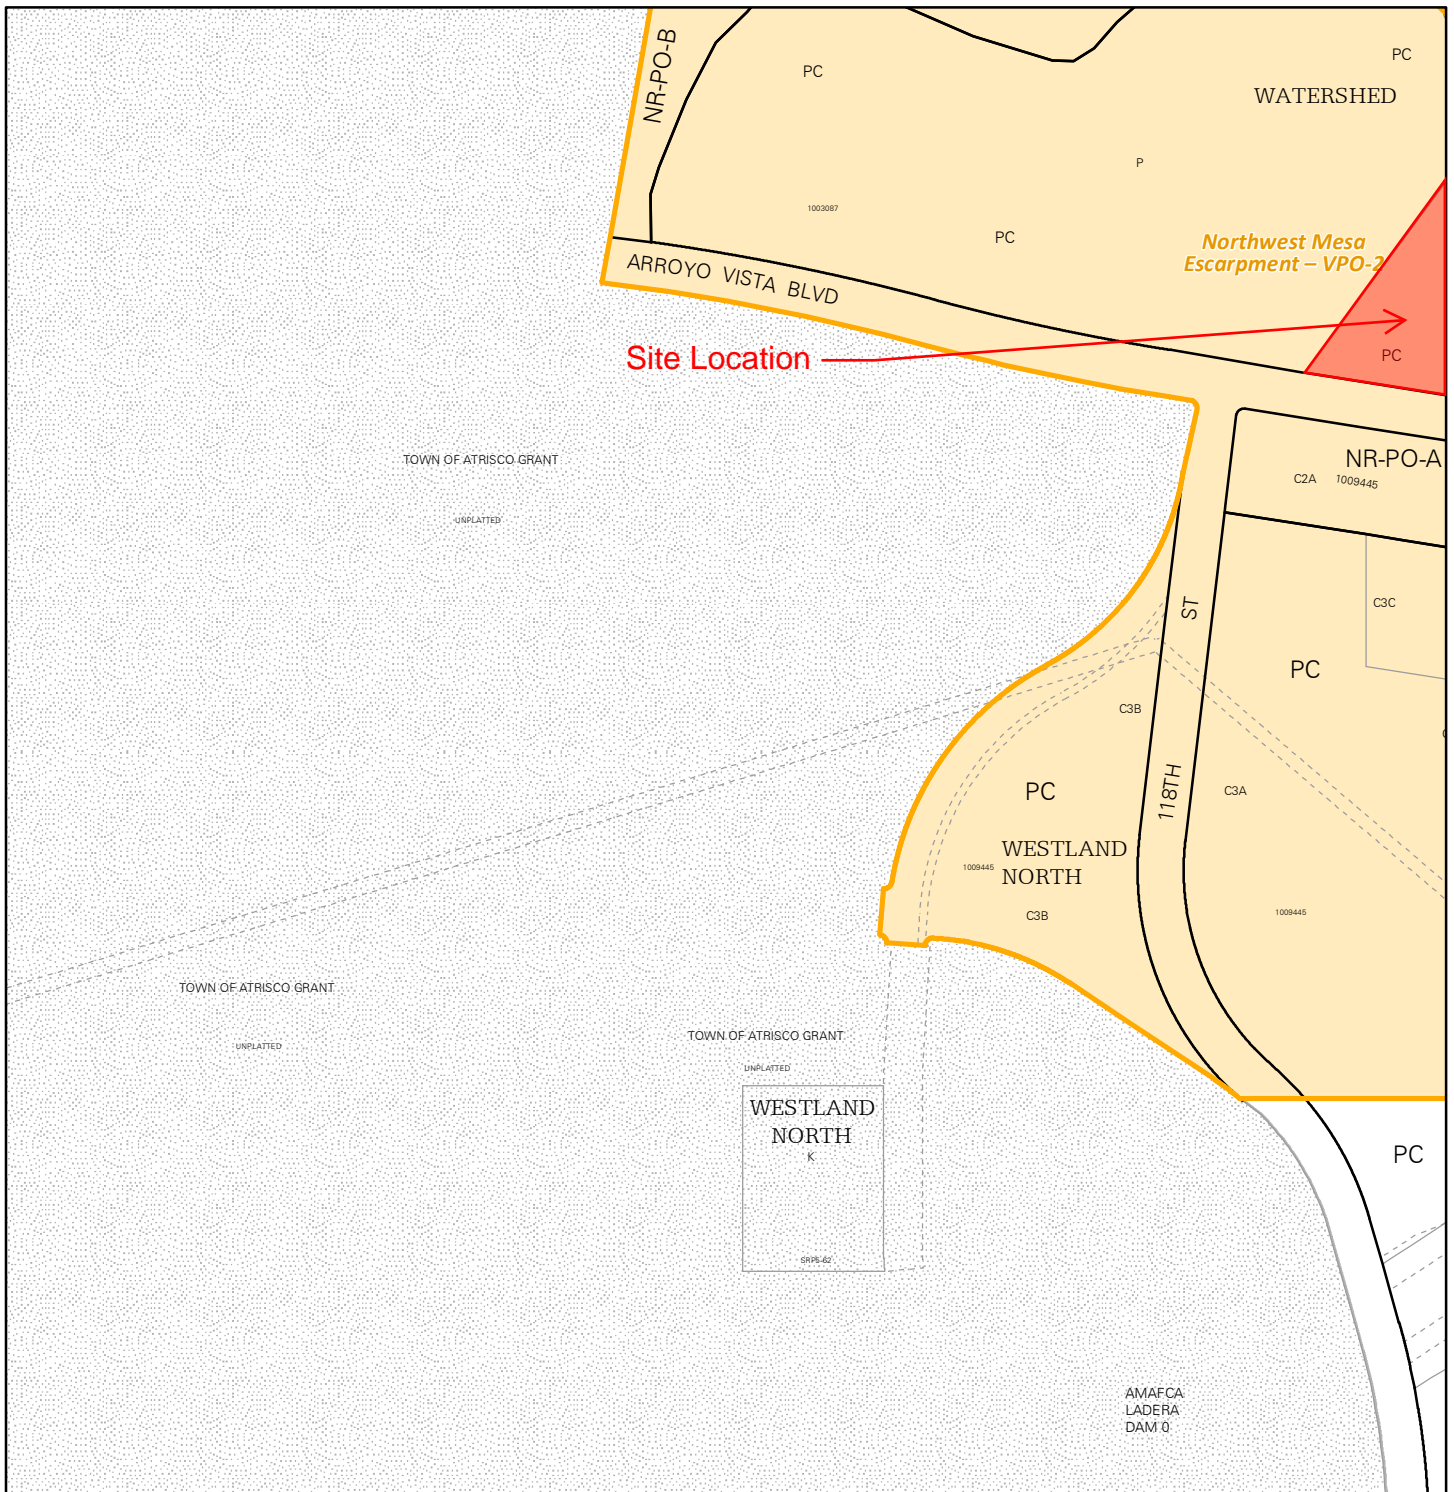 NR-PO-B
PC
PC
WATERSHED
P
1003087
PC
Northwest Mesa
Escarpment – VPO-2
ARROYO VISTA BLVD
Site Location
PC
TOWN OF ATRISCO GRANT
UNPLATTED
NR-PO-A
C2A
1009445
C3C
ST
PC
C3B
118TH
PC
C3A
WESTLAND
NORTH
1009445
C3B
1009445
TOWN OF ATRISCO GRANT
UNPLATTED
TOWN OF ATRISCO GRANT
UNPLATTED
WESTLAND
NORTH
K
SRP5-62
PC
AMAFCA
LADERA
DAM 0